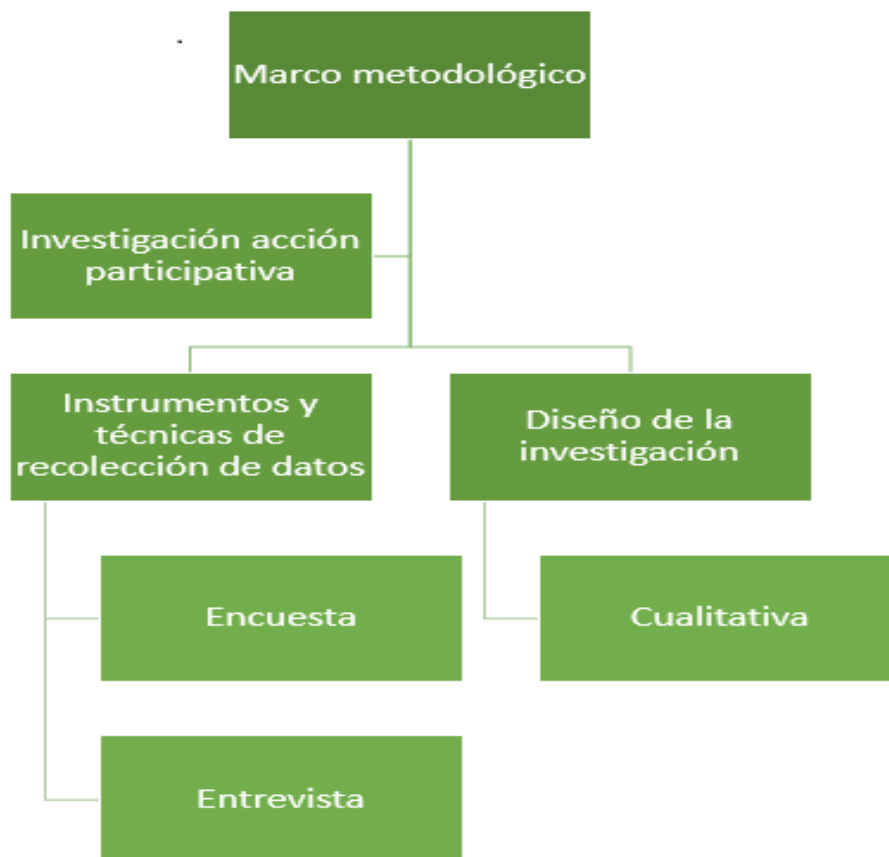 Marco metodológico
Investigación acción
participativa
Instrumentos y
técnicas de
recolección de datos
Diseño de la
investigación
Encuesta
Cualitativa
Entrevista